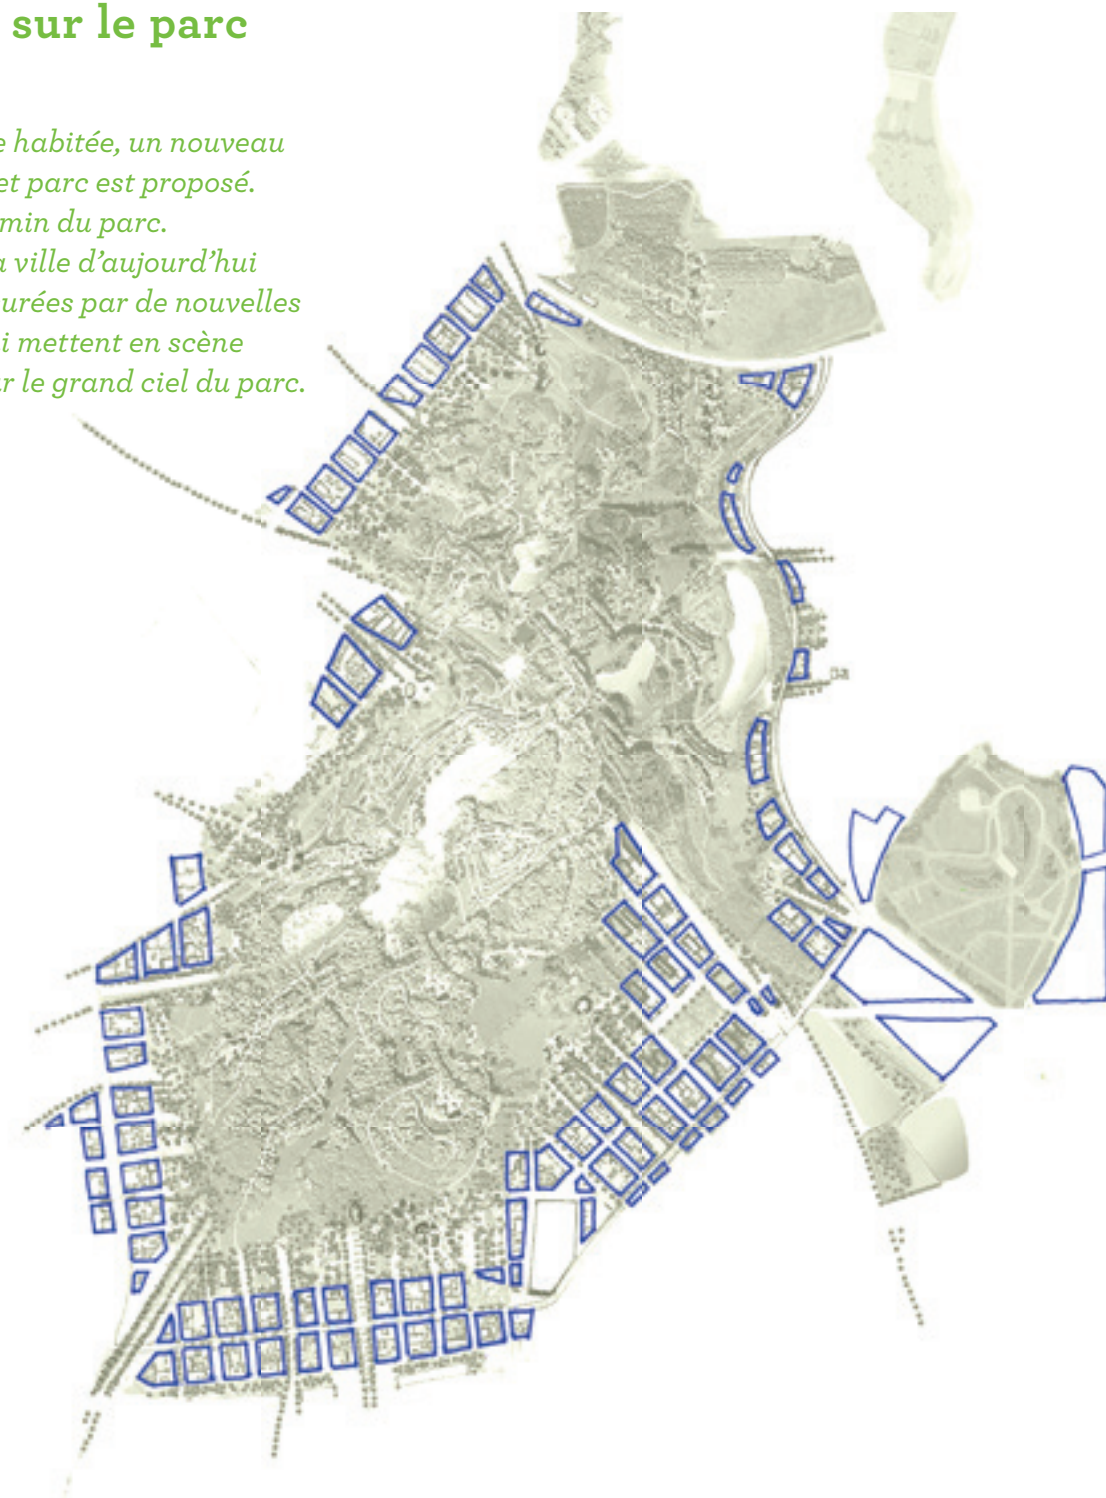 sur le parc
e habitée, un nouveau
et parc est proposé.
min du parc.
a ville d'aujourd'hui
urées par de nouvelles
i mettent en scène
r le grand ciel du parc.